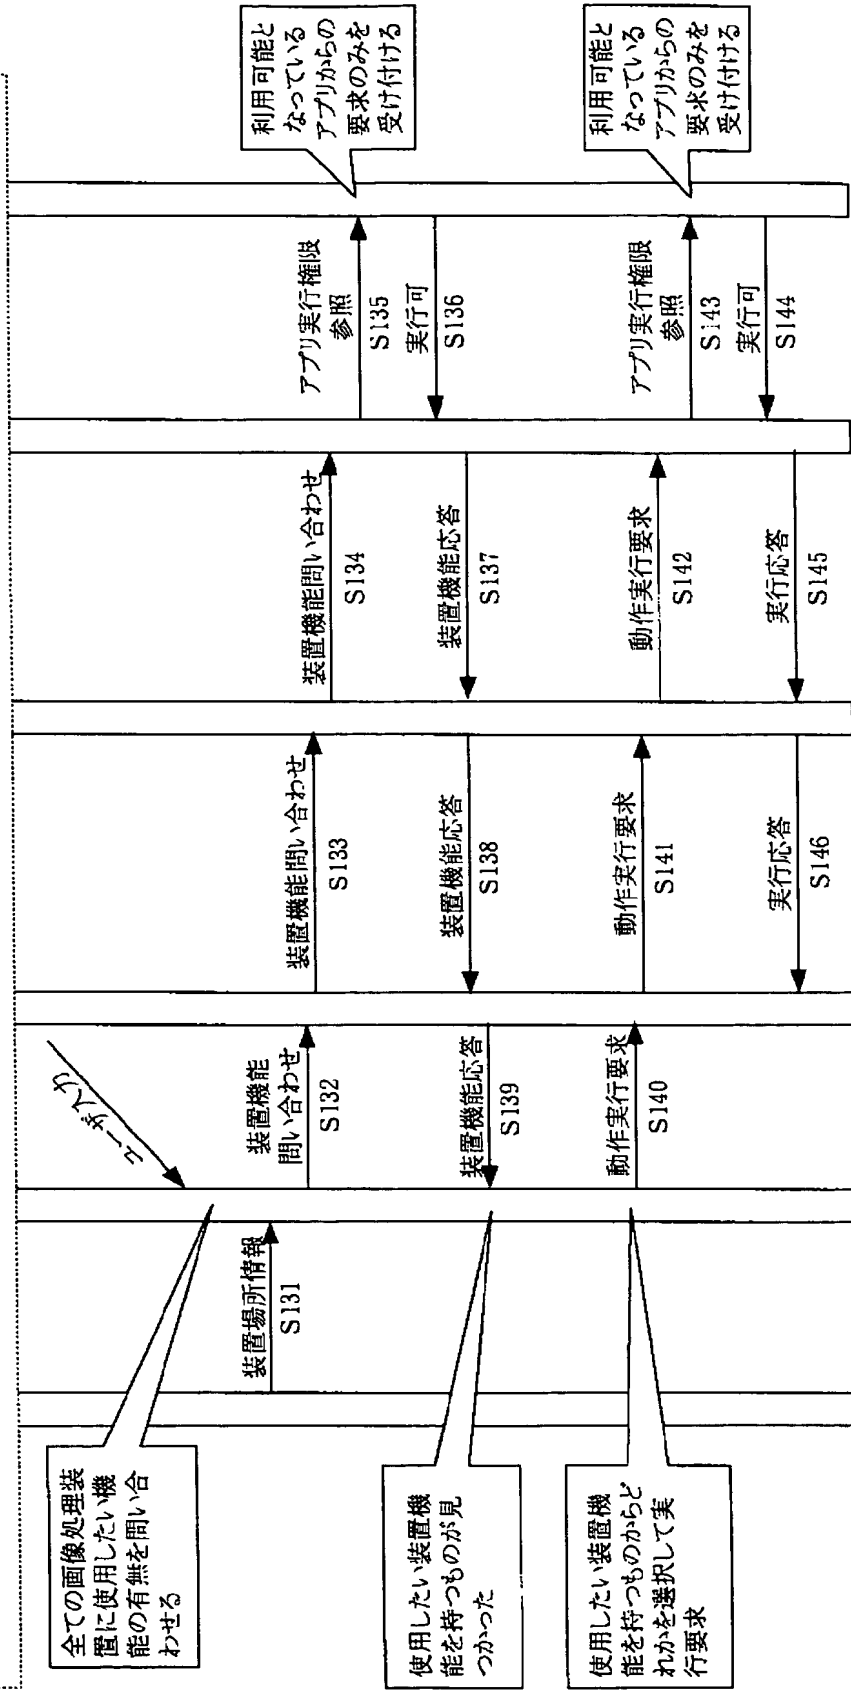 ユーザ入力
全ての画像処理装
置に使用したい機
能の有無を問い合
わせる
装置場所情報
S131
装置機能
問い合わせ
S132
装置機能問い合わせ
S133
装置機能問い合わせ
S134
アプリ実行権限
参照
S135
利用可能と
なっている
アプリからの
要求のみを
受け付ける
実行可
S136
装置機能応答
S137
装置機能応答
S138
装置機能応答
S139
使用したい装置機
能を持つものが見
つかった
使用したい装置機
能を持つものからど
れかを選択して実
行要求
動作実行要求
S140
動作実行要求
S141
動作実行要求
S142
アプリ実行権限
参照
S143
利用可能と
なっている
アプリからの
要求のみを
受け付ける
実行可
S144
実行応答
S145
実行応答
S146